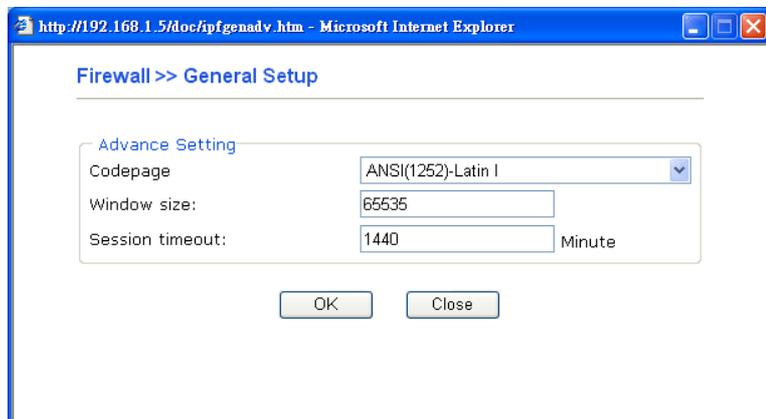 http://192.168.1.5/doc/ipfgenadv.htm - Microsoft Internet Explorer
Firewall >> General Setup
Advance Setting
Codepage ANSI(1252)-Latin I
Window size: 65535
Session timeout: 1440 Minute
OK Close